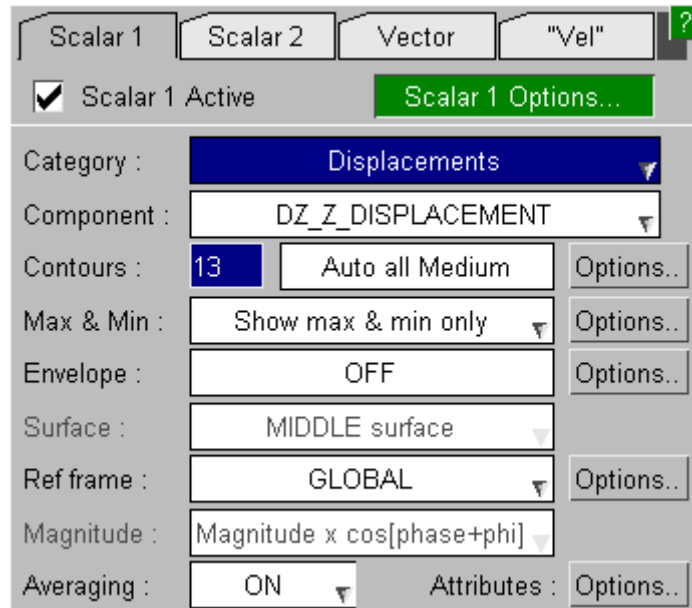 Scalar 1 Scalar 2 Vector "Vel" ?
Scalar 1 Active Scalar 1 Options...
Category : Displacements
Component : DZ_Z_DISPLACEMENT
Contours : 13 Auto all Medium Options..
Max & Min : Show max & min only Options..
Envelope : OFF Options..
Surface : MIDDLE surface
Ref frame : GLOBAL Options..
Magnitude : Magnitude x cos[phase+phi]
Averaging : ON Attributes : Options..